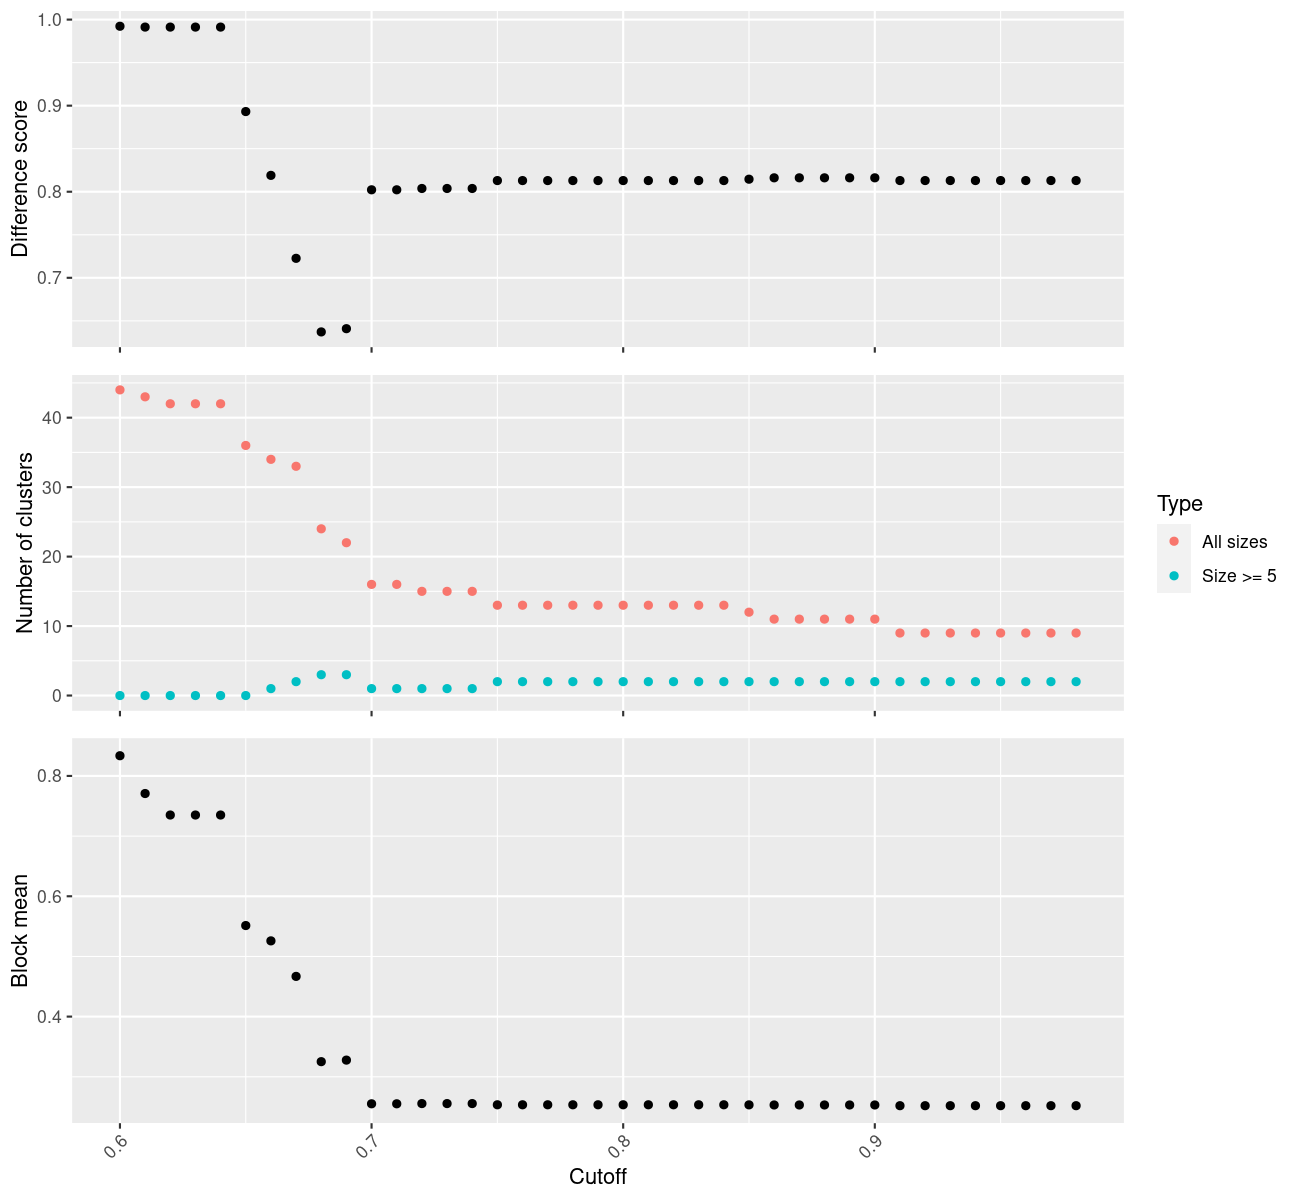 Difference score
1.0
0.9
0.8
0.7
Number of clusters
40
30
20
10
0
Block mean
0.8
0.6
0.4
0.6
0.7
0.8
0.9
Cutoff
Type
All sizes
Size >= 5